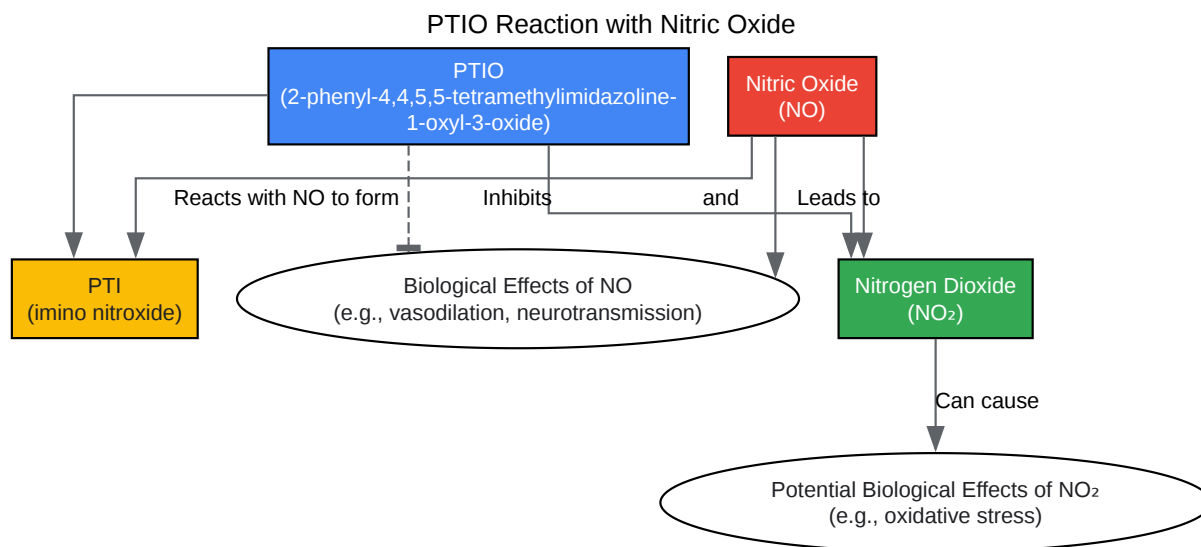 PTIO Reaction with Nitric Oxide
PTIO
(2-phenyl-4,4,5,5-tetramethylimidazoline-
1-oxyl-3-oxide)
Nitric Oxide
(NO)
Reacts with NO to form
Inhibits
and
Leads to
PTI
(imino nitroxide)
Biological Effects of NO
(e.g., vasodilation, neurotransmission)
Nitrogen Dioxide
(NO₂)
Can cause
Potential Biological Effects of NO₂
(e.g., oxidative stress)